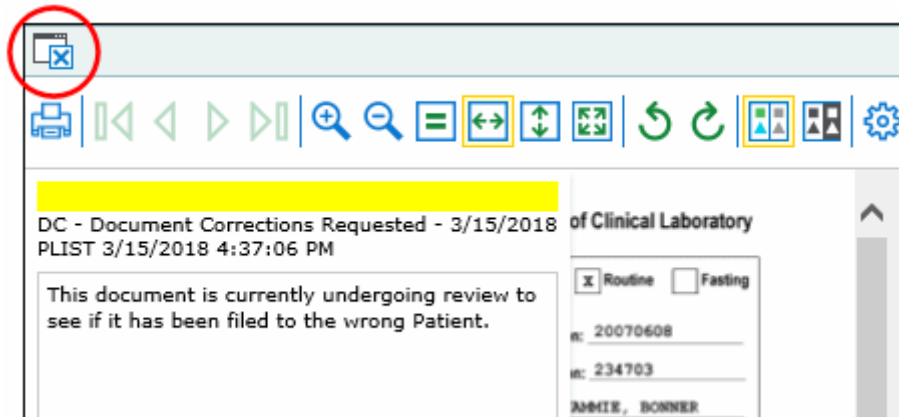 DC - Document Corrections Requested - 3/15/2018
PLIST 3/15/2018 4:37:06 PM
This document is currently undergoing review to
see if it has been filed to the wrong Patient.
of Clinical Laboratory
X Routine Fasting
n: 20070608
n: 234703
AMMIE, BONNER